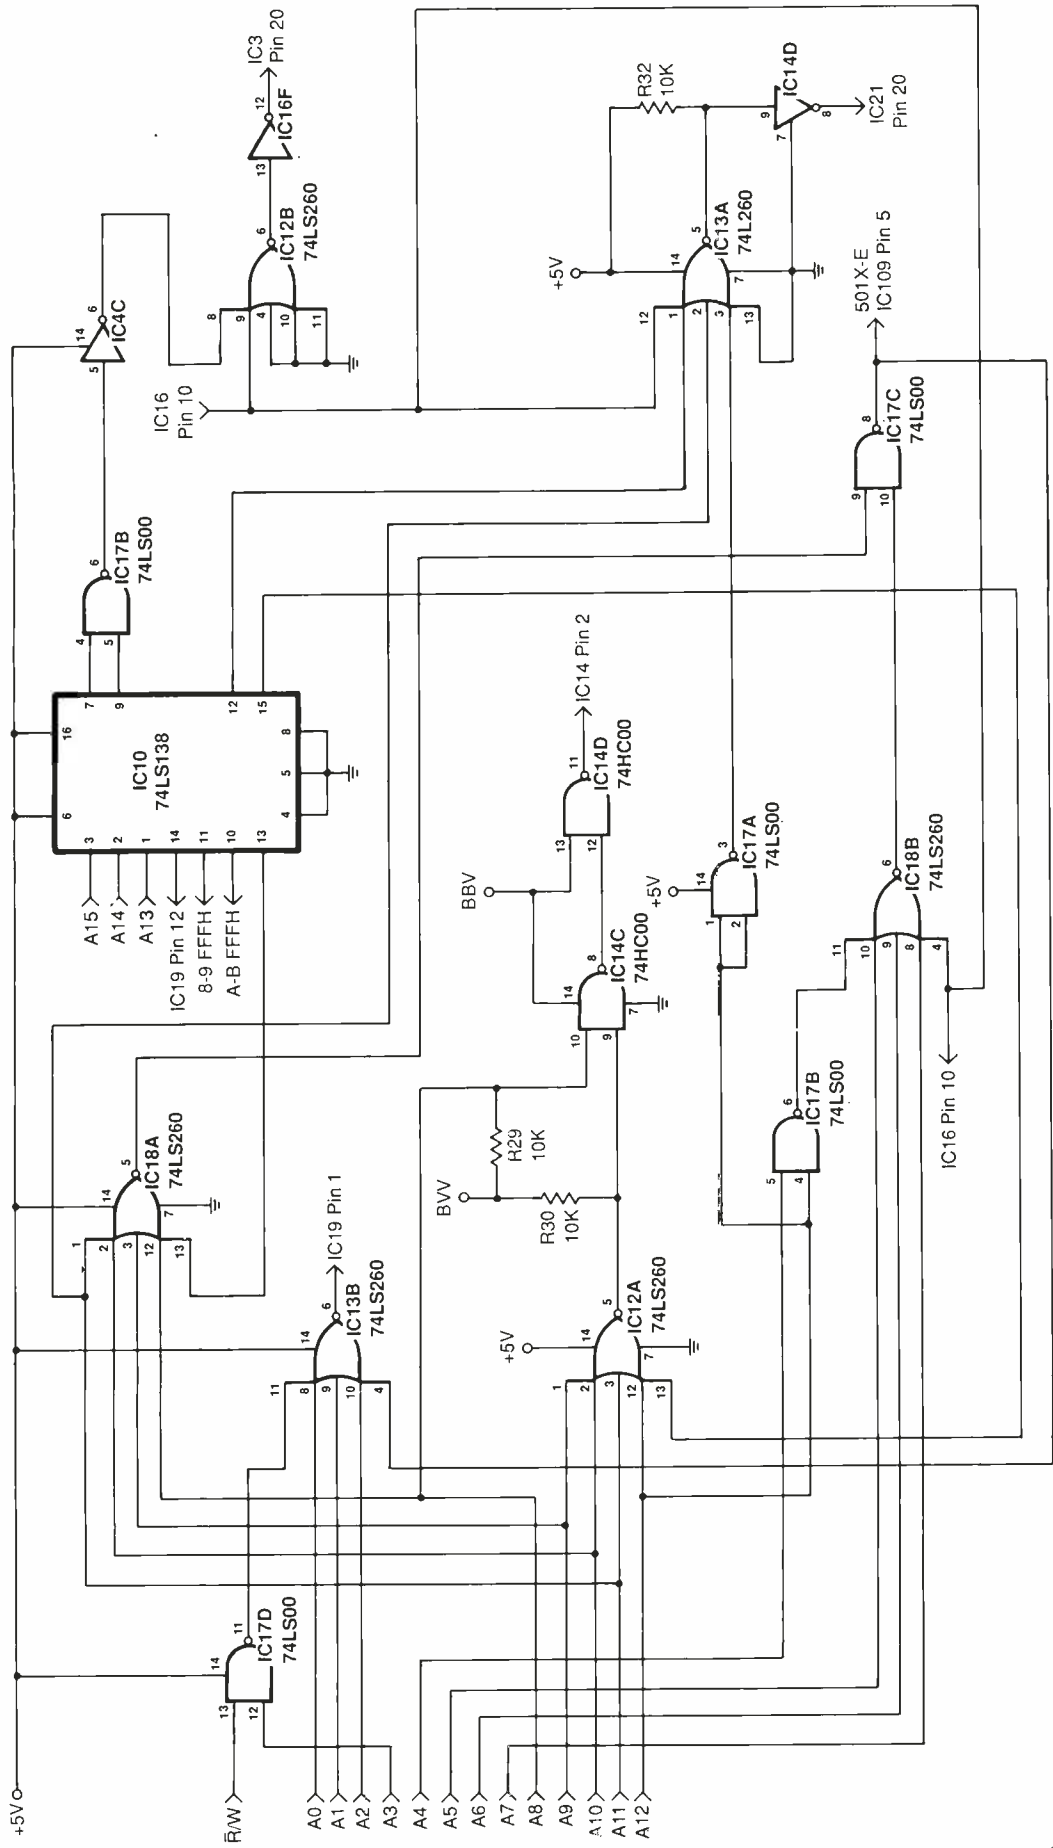 +5V
R/W
A0
A1
A2
A3
A4
A5
A6
A7
A8
A9
A10
A11
A12
13
12
14
11
IC17D
74LS00
11
8
9
10
4
14
6
IC13B
74LS260
IC19 Pin 1
1
2
3
12
13
14
7
5
IC18A
74LS260
+5V
1
2
3
12
13
14
7
5
IC12A
74LS260
BVV
R30
10K
R29
10K
10
9
14
7
8
IC14C
74HC00
BBV
13
12
11
IC14D
74HC00
IC14 Pin 2
5
4
6
IC17B
74LS00
+5V
1
2
14
3
IC17A
74LS00
11
10
9
8
4
6
IC18B
74LS260
IC16 Pin 10
A15
A14
A13
IC19 Pin 12
8-9 FFFH
A-B FFFH
3
2
1
14
11
10
13
6
16
IC10
74LS138
4
5
8
7
9
12
15
4
5
6
IC17B
74LS00
5
14
6
IC4C
IC16
Pin 10
8
9
4
10
11
6
IC12B
74LS260
13
12
IC16F
IC3
Pin 20
+5V
12
1
2
3
13
14
7
5
IC13A
74L260
R32
10K
9
7
8
IC14D
IC21
Pin 20
9
10
8
IC17C
74LS00
501X-E
IC109 Pin 5